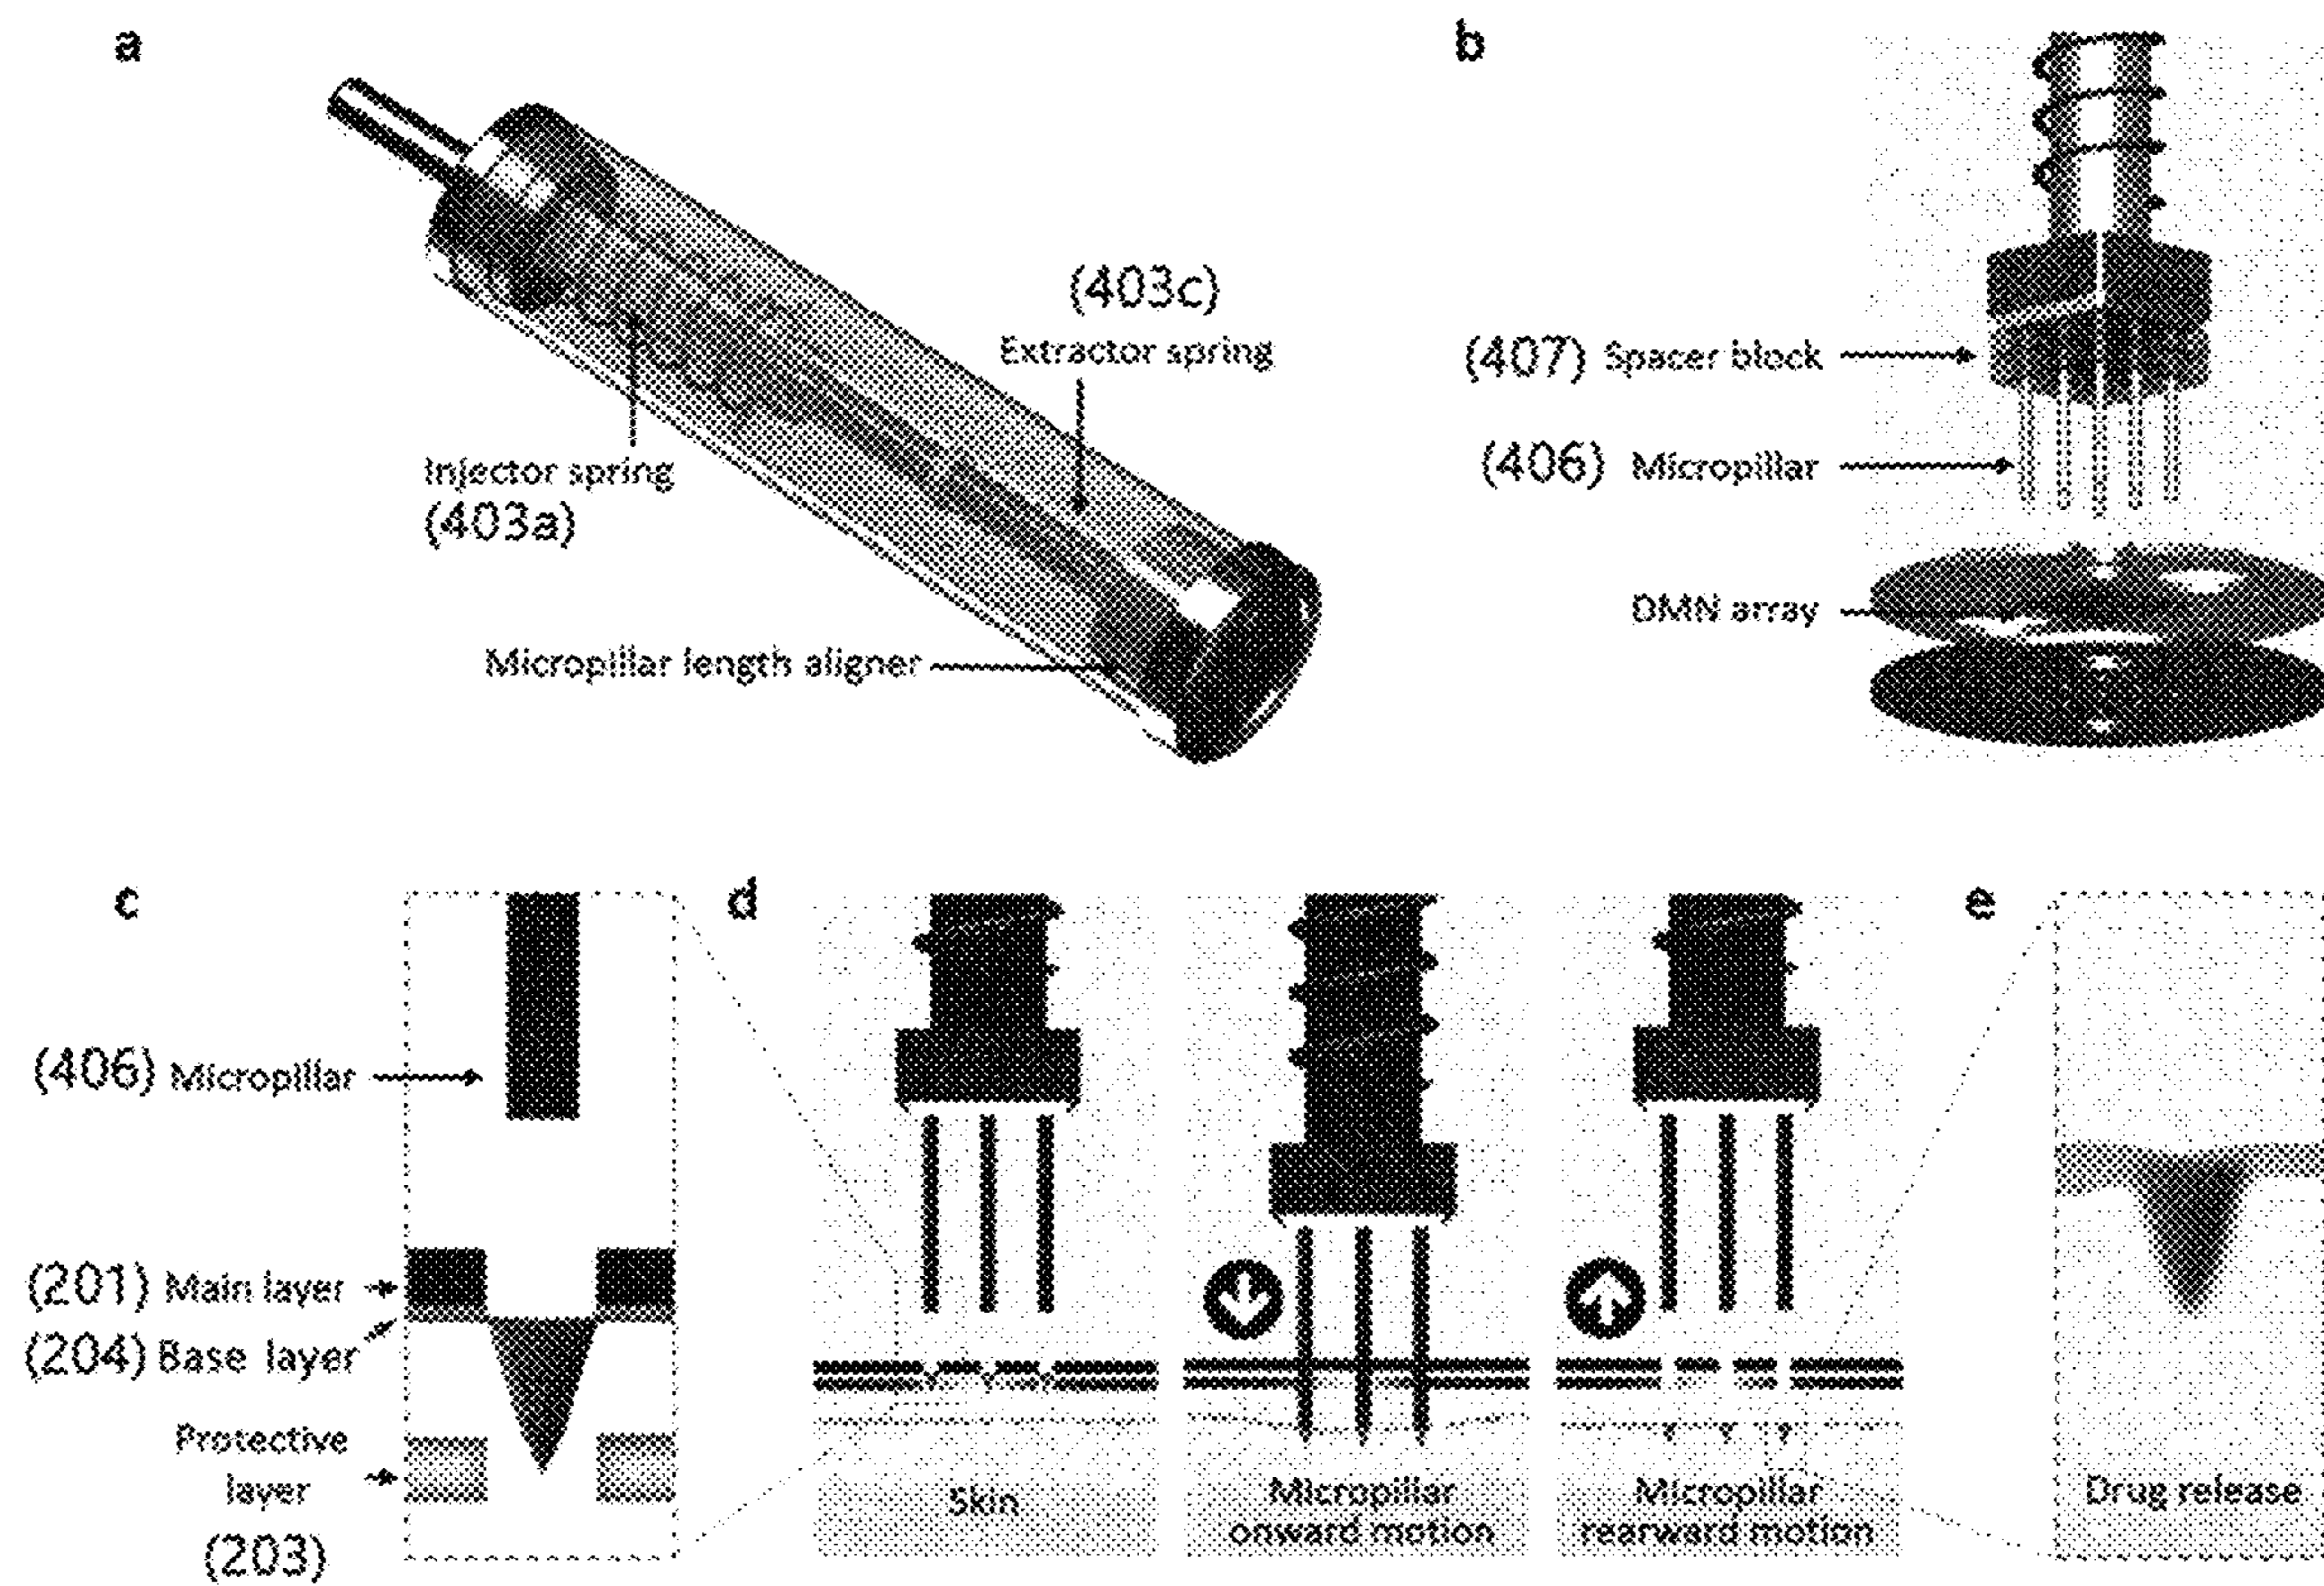 a
(403c)
Extractor spring
Injector spring
(403a)
Micropillar length aligner
b
(407) Spacer block
(406) Micropillar
DMN array
c
(406) Micropillar
(201) Main layer
(204) Base layer
Protective
layer
(203)
d
Skin
Micropillar
onward motion
Micropillar
rearward motion
e
Drug release